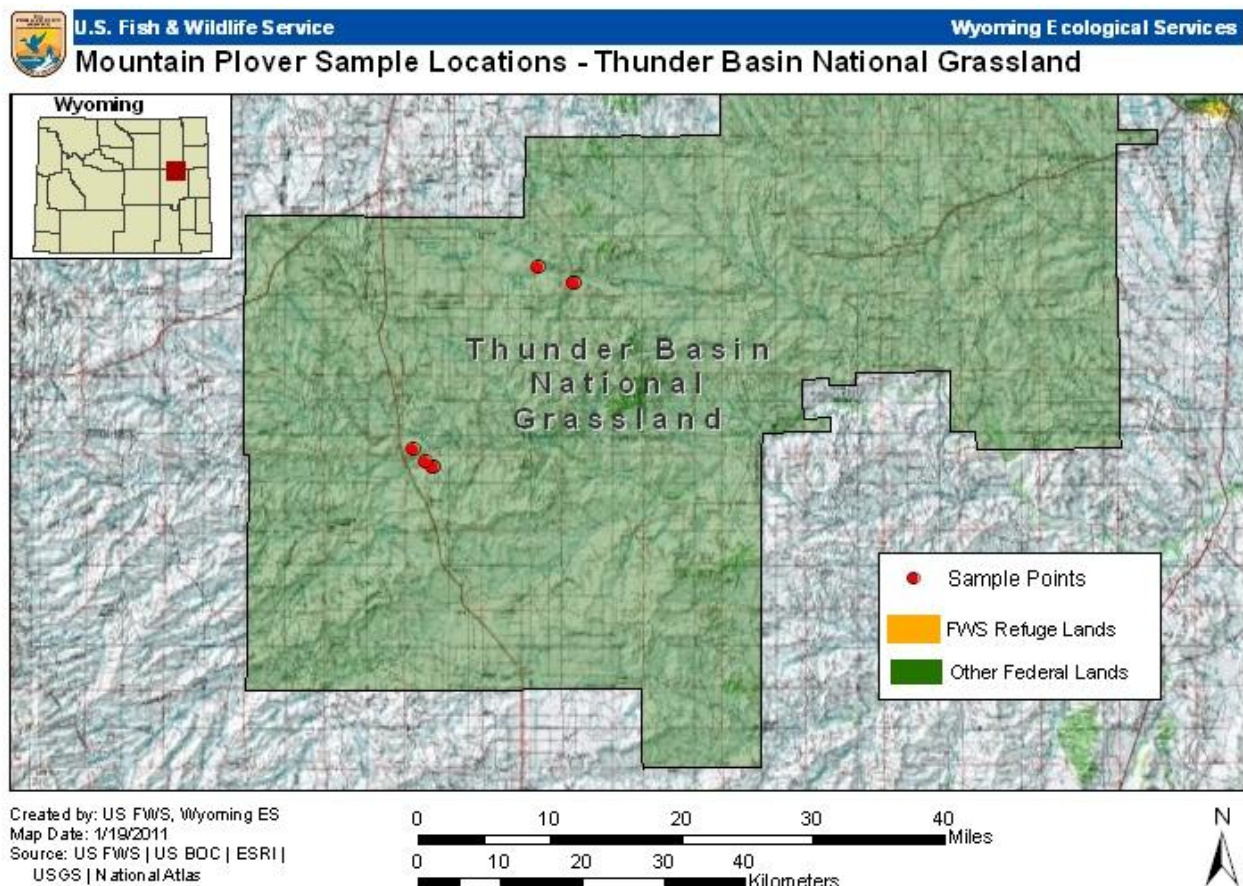 U.S. Fish & Wildlife Service
Wyoming Ecological Services
Mountain Plover Sample Locations - Thunder Basin National Grassland
Wyoming
Thunder Basin
National
Grassland
Sample Points
FWS Refuge Lands
Other Federal Lands
Created by: US FWS, Wyoming ES
Map Date: 1/19/2011
Source: US FWS | US BOC | ESRI |
USGS | National Atlas
0 10 20 30 40
Miles
0 10 20 30 40
Kilometers
N